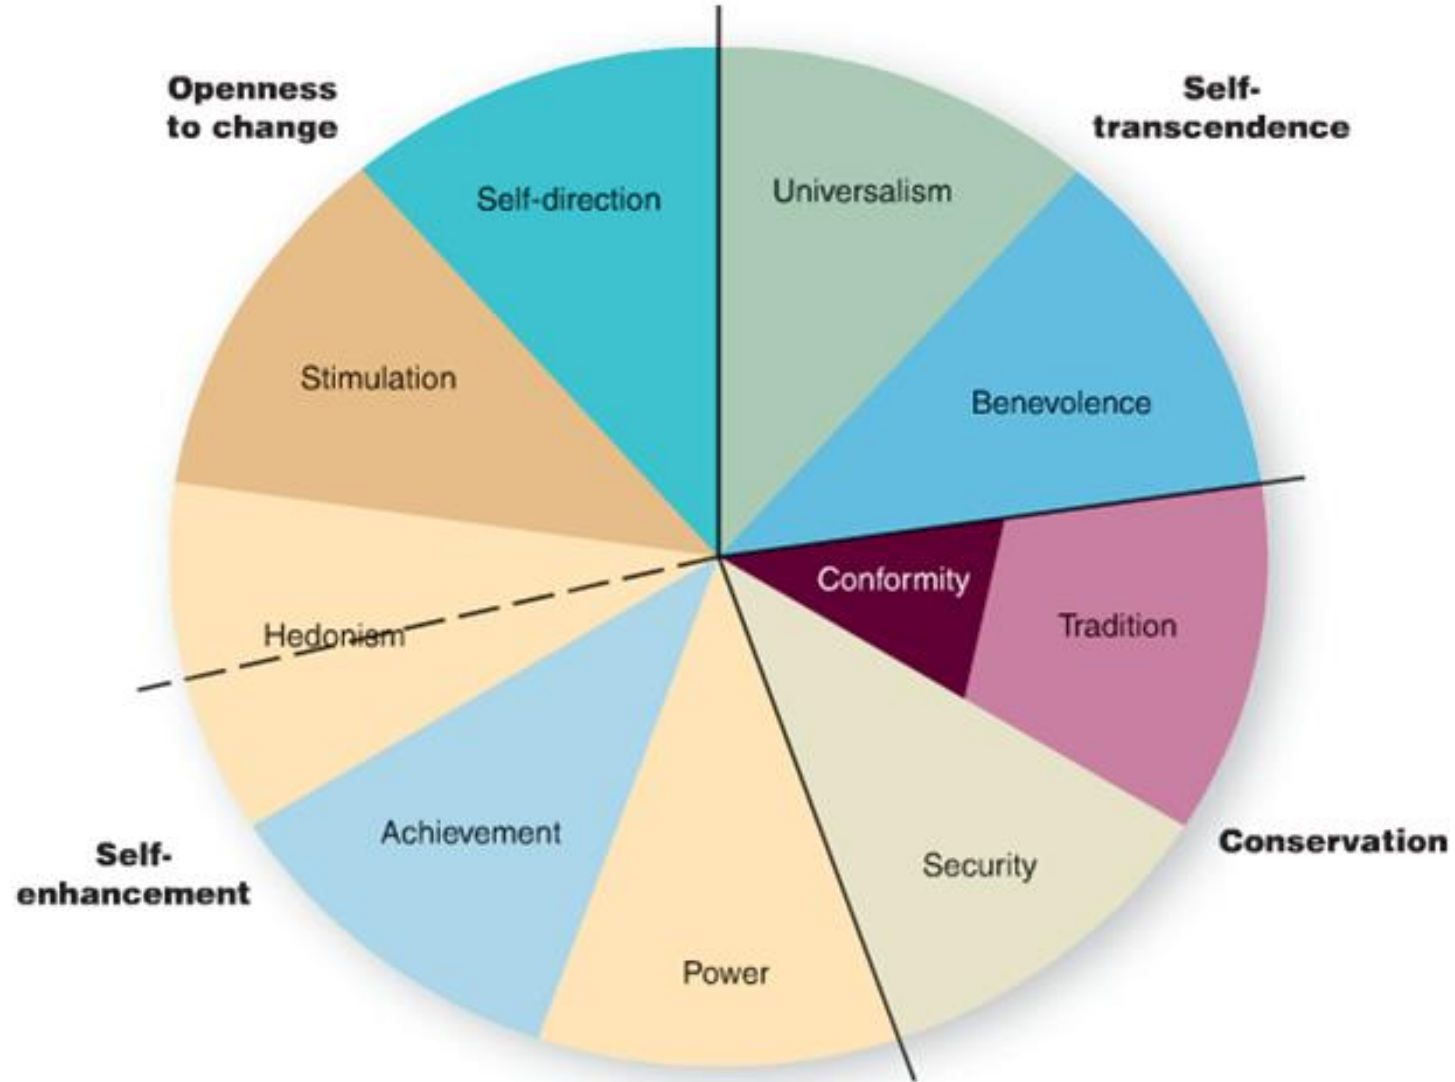 Openness
to change
Self-
transcendence
Self-direction
Universalism
Stimulation
Benevolence
Conformity
Tradition
Hedonism
Achievement
Security
Power
Self-
enhancement
Conservation